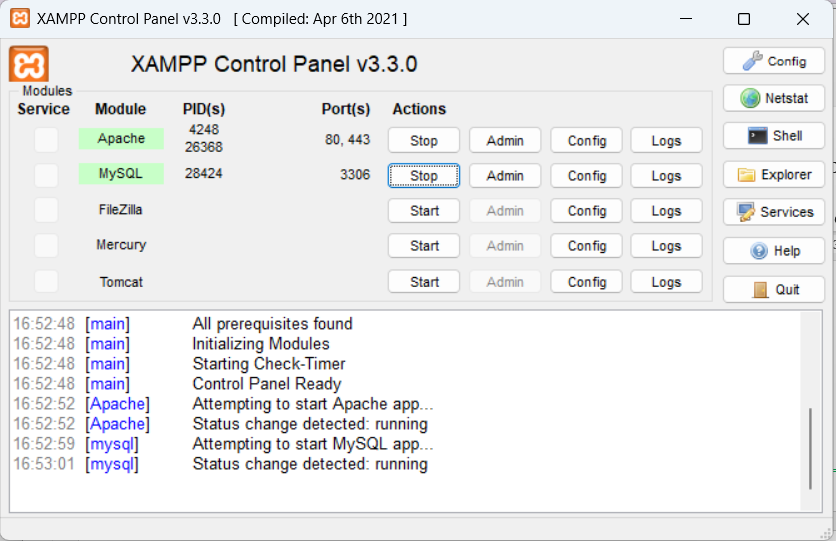 XAMPP Control Panel v3.3.0 [ Compiled: Apr 6th 2021 ]
XAMPP Control Panel v3.3.0
Config
Modules
Service Module PID(s) Port(s) Actions
Netstat
Apache 4248 26368 80, 443 Stop Admin Config Logs
Shell
MySQL 28424 3306 Stop Admin Config Logs
Explorer
FileZilla Start Admin Config Logs
Services
Mercury Start Admin Config Logs
Help
Tomcat Start Admin Config Logs
Quit
16:52:48 [main] All prerequisites found
16:52:48 [main] Initializing Modules
16:52:48 [main] Starting Check-Timer
16:52:48 [main] Control Panel Ready
16:52:52 [Apache] Attempting to start Apache app...
16:52:52 [Apache] Status change detected: running
16:52:59 [mysql] Attempting to start MySQL app...
16:53:01 [mysql] Status change detected: running